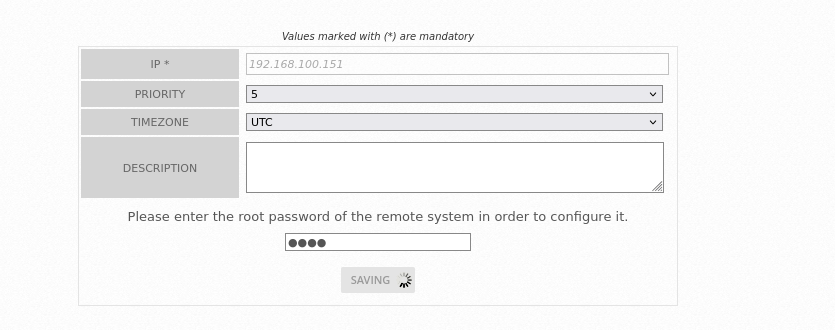 Values marked with (*) are mandatory
IP *
192.168.100.151
PRIORITY
5
TIMEZONE
UTC
DESCRIPTION
Please enter the root password of the remote system in order to configure it.
●●●●
SAVING